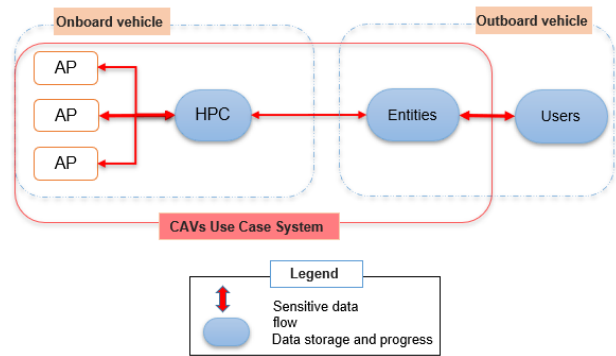 Onboard vehicle
Outboard vehicle
AP
AP
AP
HPC
Entities
Users
CAVs Use Case System
Legend
Sensitive data
flow
Data storage and progress